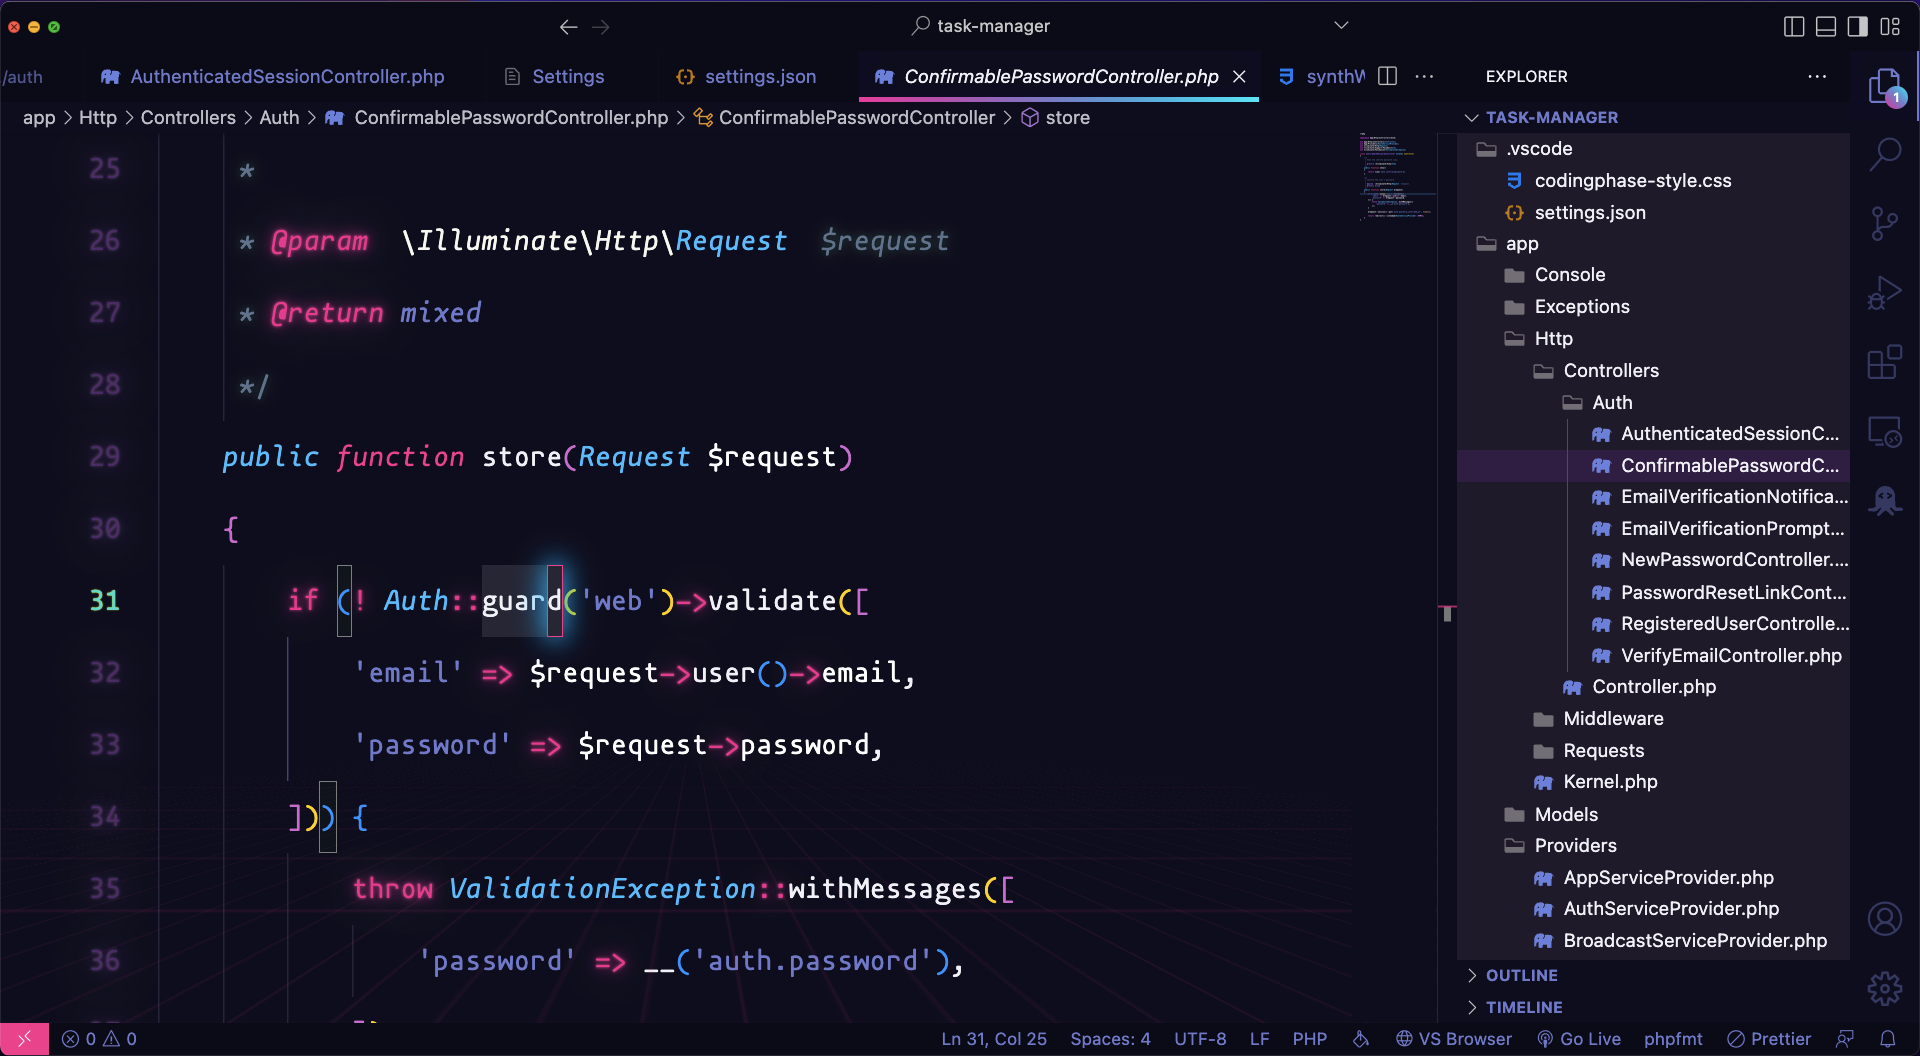 task-manager
/auth
AuthenticatedSessionController.php
Settings
settings.json
ConfirmablePasswordController.php
synthW
EXPLORER
1
app > Http > Controllers > Auth > ConfirmablePasswordController.php > ConfirmablePasswordController > store
TASK-MANAGER
25 *
26 * @param \Illuminate\Http\Request $request
27 * @return mixed
28 */
29 public function store(Request $request)
30 {
31 if (! Auth::guard('web')->validate([
32 'email' => $request->user()->email,
33 'password' => $request->password,
34 ])) {
35 throw ValidationException::withMessages([
36 'password' => __('auth.password'),
.vscode
codingphase-style.css
settings.json
app
Console
Exceptions
Http
Controllers
Auth
AuthenticatedSessionC...
ConfirmablePasswordC...
EmailVerificationNotifica...
EmailVerificationPrompt...
NewPasswordController....
PasswordResetLinkCont...
RegisteredUserControlle...
VerifyEmailController.php
Controller.php
Middleware
Requests
Kernel.php
Models
Providers
AppServiceProvider.php
AuthServiceProvider.php
BroadcastServiceProvider.php
OUTLINE
TIMELINE
0 0
Ln 31, Col 25
Spaces: 4
UTF-8
LF
PHP
VS Browser
Go Live
phpfmt
Prettier